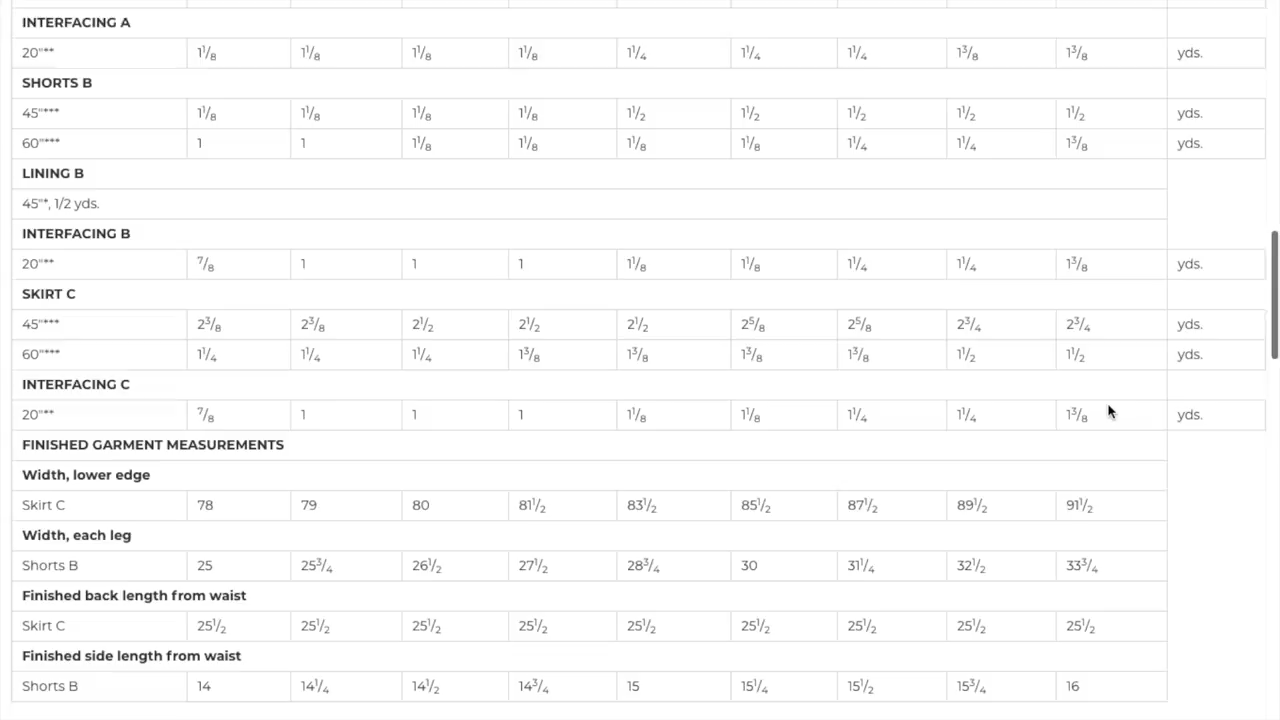 INTERFACING A
20"** 1 1/8 1 1/8 1 1/8 1 1/8 1 1/4 1 1/4 1 1/4 1 3/8 1 3/8 yds.
SHORTS B
45"*** 1 1/8 1 1/8 1 1/8 1 1/8 1 1/2 1 1/2 1 1/2 1 1/2 1 1/2 yds.
60"*** 1 1 1 1/8 1 1/8 1 1/8 1 1/8 1 1/4 1 1/4 1 3/8 yds.
LINING B
45"*, 1/2 yds.
INTERFACING B
20"** 7/8 1 1 1 1 1/8 1 1/8 1 1/4 1 1/4 1 3/8 yds.
SKIRT C
45"*** 2 3/8 2 3/8 2 1/2 2 1/2 2 1/2 2 5/8 2 5/8 2 3/4 2 3/4 yds.
60"*** 1 1/4 1 1/4 1 1/4 1 3/8 1 3/8 1 3/8 1 3/8 1 1/2 1 1/2 yds.
INTERFACING C
20"** 7/8 1 1 1 1 1/8 1 1/8 1 1/4 1 1/4 1 3/8 yds.
FINISHED GARMENT MEASUREMENTS
Width, lower edge
Skirt C 78 79 80 81 1/2 83 1/2 85 1/2 87 1/2 89 1/2 91 1/2
Width, each leg
Shorts B 25 25 3/4 26 1/2 27 1/2 28 3/4 30 31 1/4 32 1/2 33 3/4
Finished back length from waist
Skirt C 25 1/2 25 1/2 25 1/2 25 1/2 25 1/2 25 1/2 25 1/2 25 1/2 25 1/2
Finished side length from waist
Shorts B 14 14 1/4 14 1/2 14 3/4 15 15 1/4 15 1/2 15 3/4 16